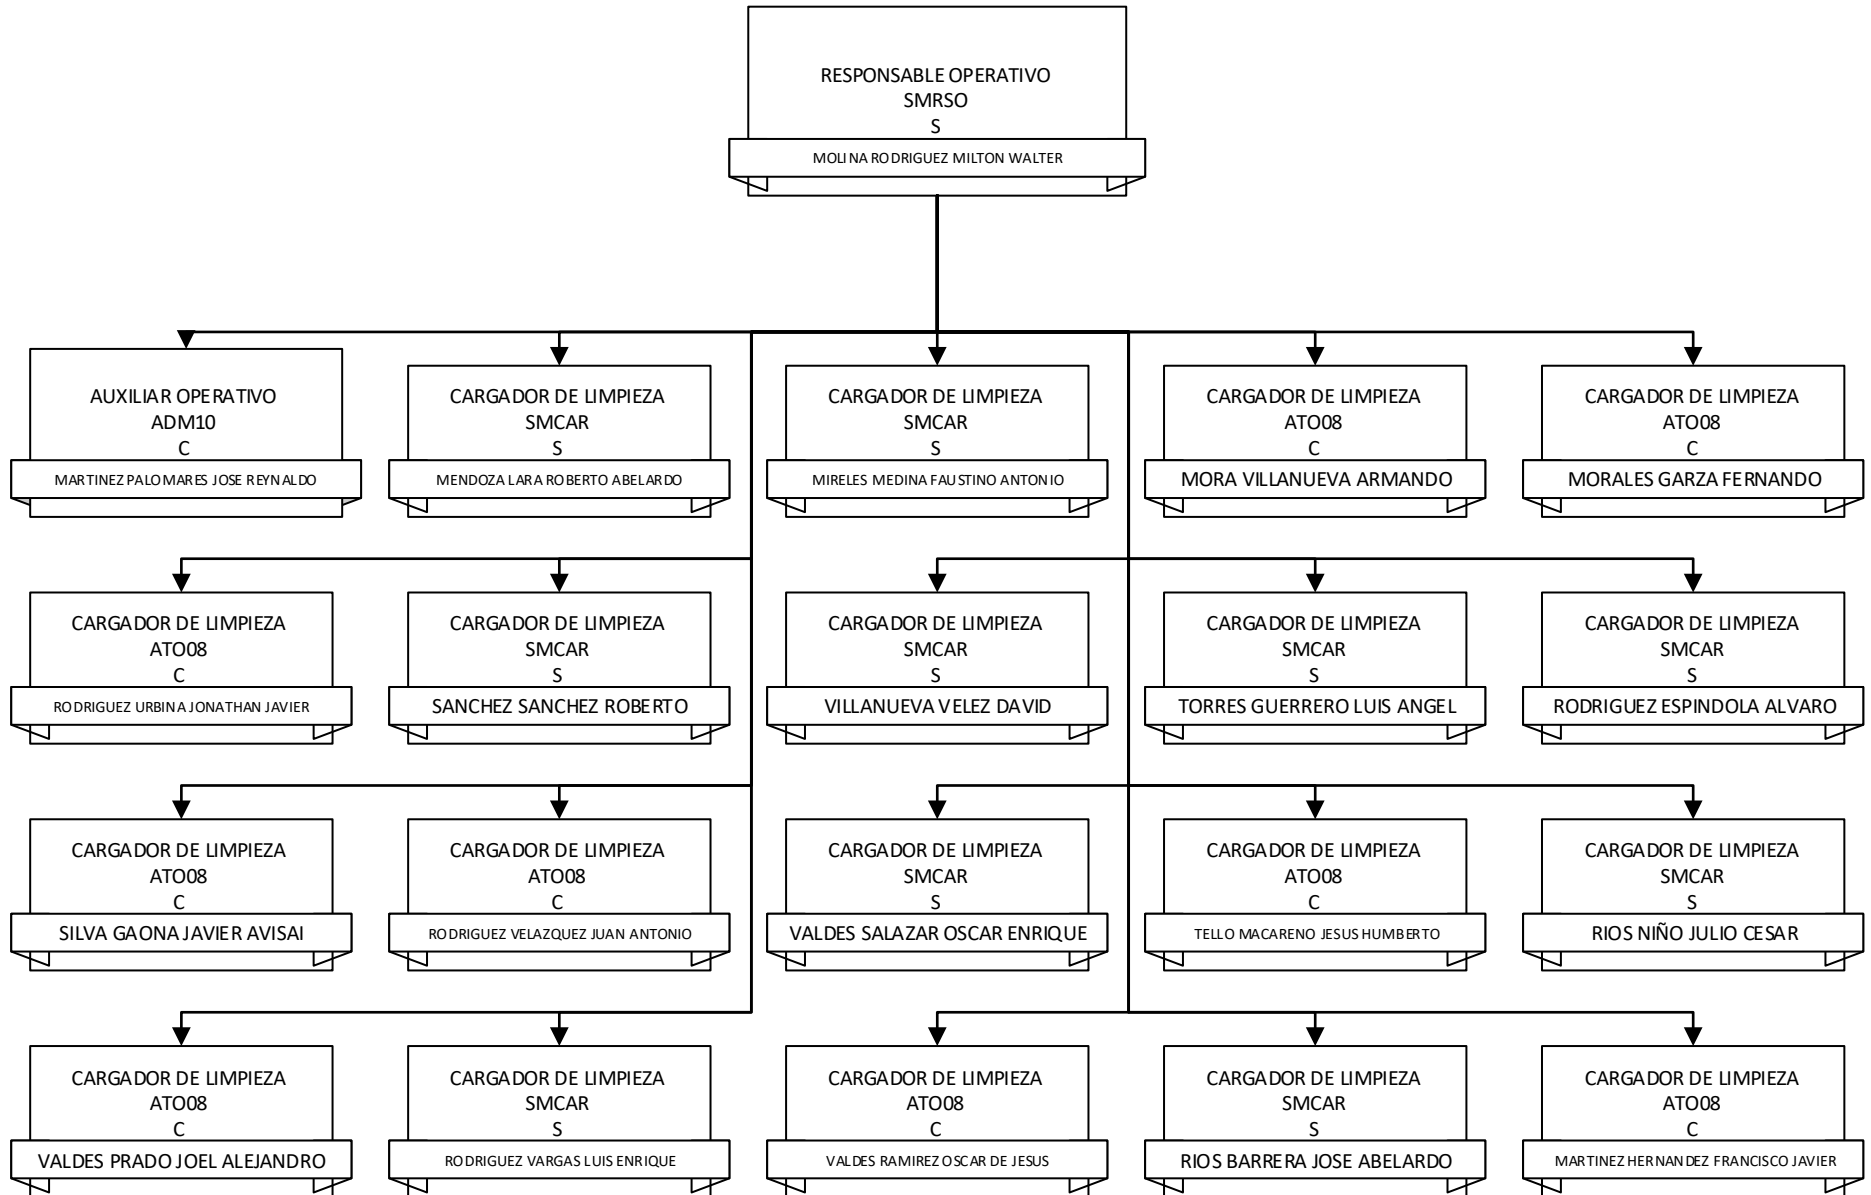 RESPONSABLE OPERATIVO
SMRSO
S
MOLINA RODRIGUEZ MILTON WALTER
AUXILIAR OPERATIVO
ADM10
C
MARTINEZ PALOMARES JOSE REYNALDO
CARGADOR DE LIMPIEZA
SMCAR
S
MENDOZA LARA ROBERTO ABELARDO
CARGADOR DE LIMPIEZA
SMCAR
S
MIRELES MEDINA FAUSTINO ANTONIO
CARGADOR DE LIMPIEZA
ATO08
C
MORA VILLANUEVA ARMANDO
CARGADOR DE LIMPIEZA
ATO08
C
MORALES GARZA FERNANDO
CARGADOR DE LIMPIEZA
ATO08
C
RODRIGUEZ URBINA JONATHAN JAVIER
CARGADOR DE LIMPIEZA
SMCAR
S
SANCHEZ SANCHEZ ROBERTO
CARGADOR DE LIMPIEZA
SMCAR
S
VILLANUEVA VELEZ DAVID
CARGADOR DE LIMPIEZA
SMCAR
S
TORRES GUERRERO LUIS ANGEL
CARGADOR DE LIMPIEZA
SMCAR
S
RODRIGUEZ ESPINDOLA ALVARO
CARGADOR DE LIMPIEZA
ATO08
C
SILVA GAONA JAVIER AVISAI
CARGADOR DE LIMPIEZA
ATO08
C
RODRIGUEZ VELAZQUEZ JUAN ANTONIO
CARGADOR DE LIMPIEZA
SMCAR
S
VALDES SALAZAR OSCAR ENRIQUE
CARGADOR DE LIMPIEZA
ATO08
C
TELLO MACARENO JESUS HUMBERTO
CARGADOR DE LIMPIEZA
SMCAR
S
RIOS NIÑO JULIO CESAR
CARGADOR DE LIMPIEZA
ATO08
C
VALDES PRADO JOEL ALEJANDRO
CARGADOR DE LIMPIEZA
SMCAR
S
RODRIGUEZ VARGAS LUIS ENRIQUE
CARGADOR DE LIMPIEZA
ATO08
C
VALDES RAMIREZ OSCAR DE JESUS
CARGADOR DE LIMPIEZA
SMCAR
S
RIOS BARRERA JOSE ABELARDO
CARGADOR DE LIMPIEZA
ATO08
C
MARTINEZ HERNANDEZ FRANCISCO JAVIER